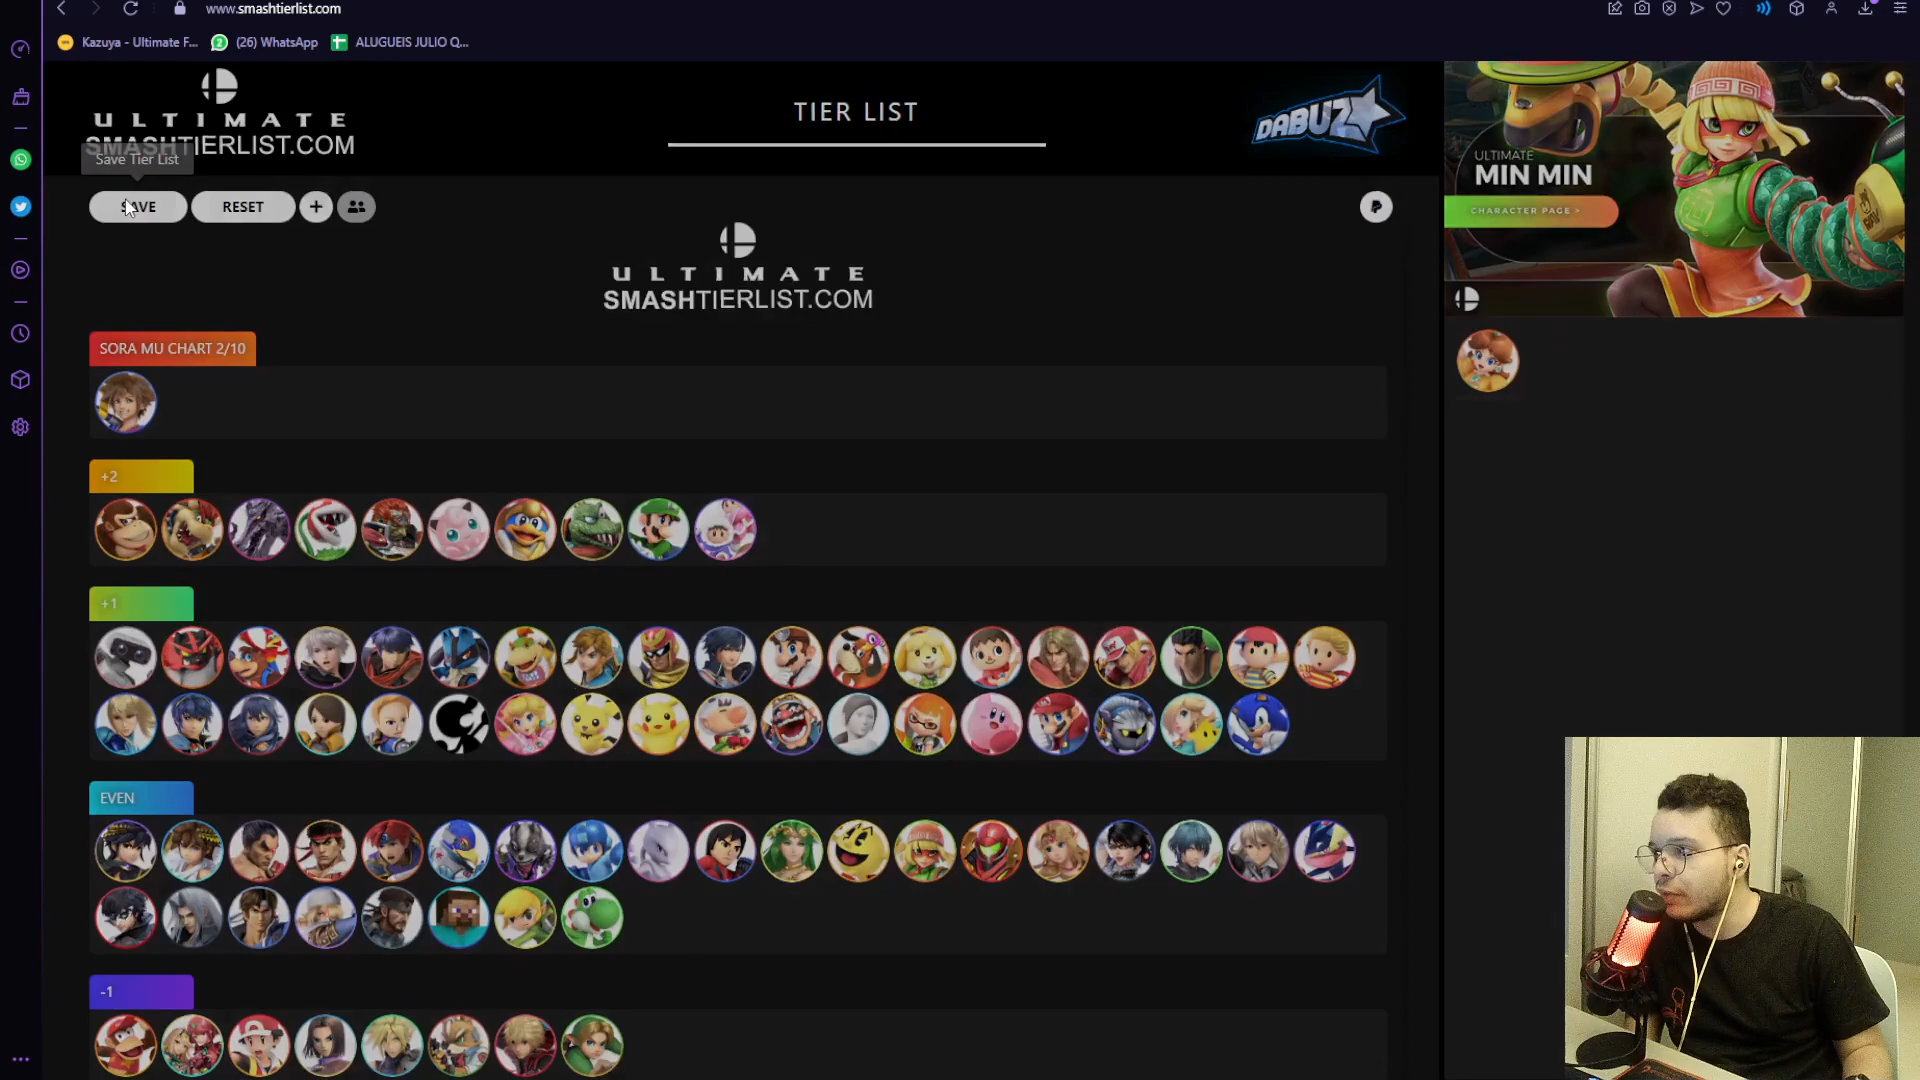 www.smashtierlist.com
Kazuya - Ultimate F...
(26) WhatsApp
ALUGUEIS JULIO Q...
ULTIMATE
SMASHTIERLIST.COM
Save Tier List
TIER LIST
DABUZ
SAVE
RESET
+
ULTIMATE
SMASHTIERLIST.COM
ULTIMATE
MIN MIN
CHARACTER PAGE >
SORA MU CHART 2/10
+2
+1
EVEN
-1